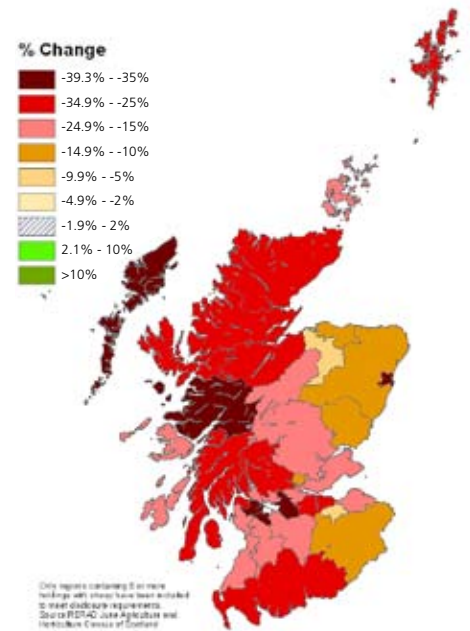 % Change
-39.3% - -35%
-34.9% - -25%
-24.9% - -15%
-14.9% - -10%
-9.9% - -5%
-4.9% - -2%
-1.9% - 2%
2.1% - 10%
>10%
Only regions containing 5 or more
holdings with sheep have been included
to meet disclosure requirements.
Source RERAD June Agriculture and
Horticulture Census of Scotland